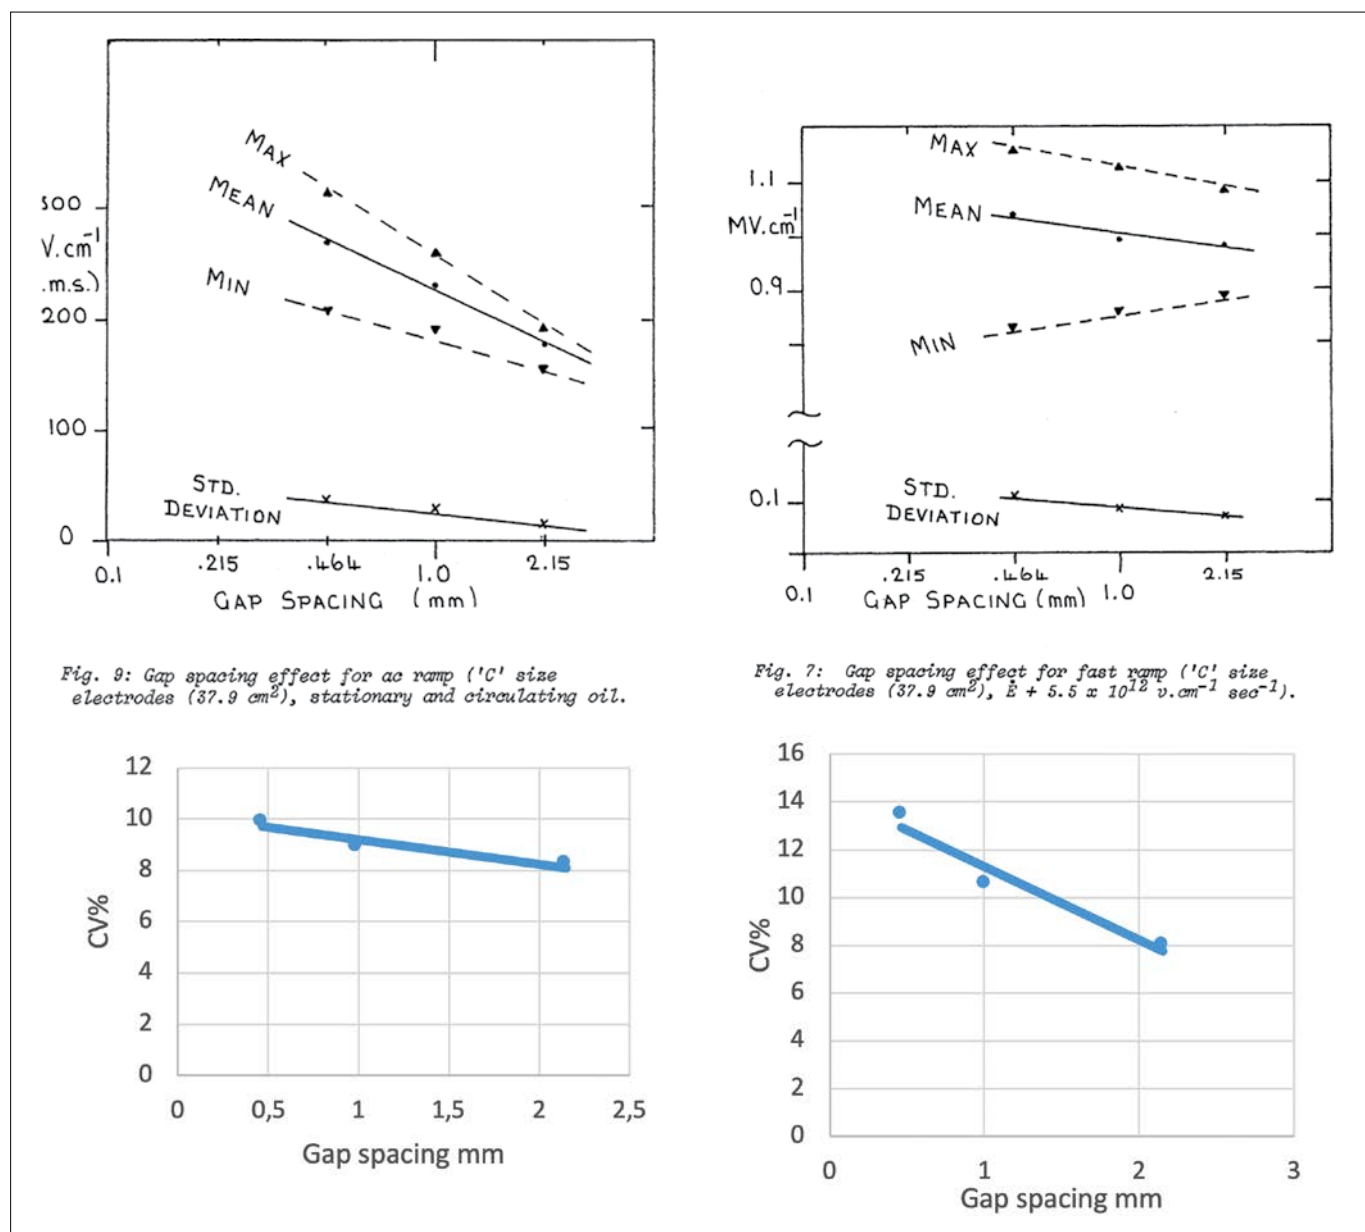 MAX
MEAN
MIN
300
V.cm⁻¹
.m.s.)
200
100
0
STD.
DEVIATION
0.1
.215
.464
1.0
2.15
GAP SPACING (mm)
Fig. 9: Gap spacing effect for ac ramp ('C' size
electrodes (37.9 cm²), stationary and circulating oil.
MAX
1.1
MV.cm⁻¹
MEAN
0.9
MIN
0.1
STD.
DEVIATION
0.1
.215
.464
1.0
2.15
GAP SPACING (mm)
Fig. 7: Gap spacing effect for fast ramp ('C' size
electrodes (37.9 cm²), Ė + 5.5 x 10¹² v.cm⁻¹ sec⁻¹).
12
10
8
6
4
2
0
CV%
0
0,5
1
1,5
2
2,5
Gap spacing mm
16
14
12
10
8
6
4
2
0
CV%
0
1
2
3
Gap spacing mm